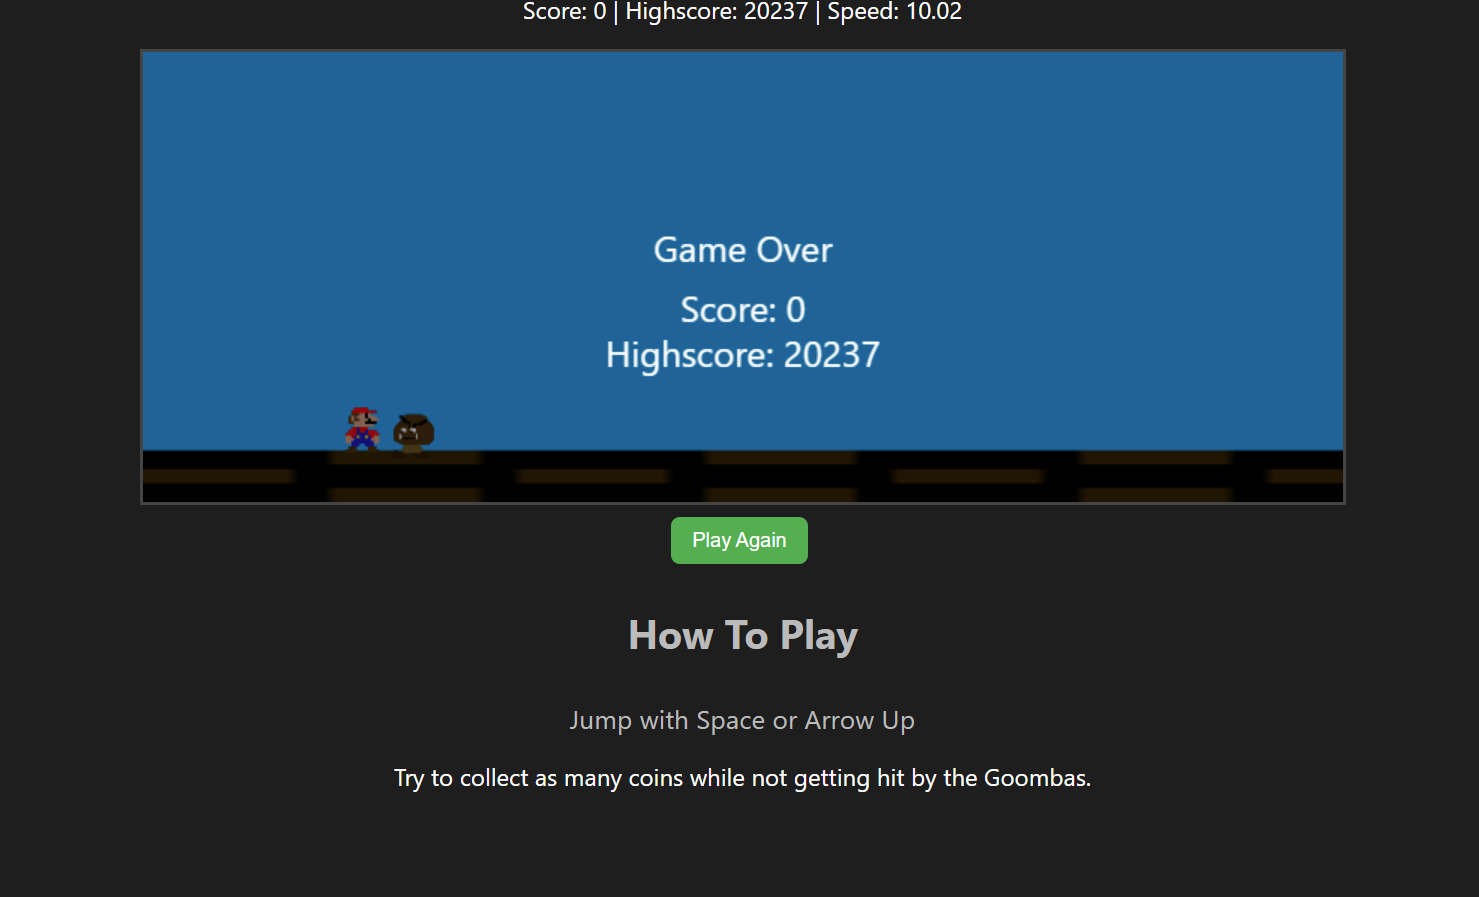 Score: 0 | Highscore: 20237 | Speed: 10.02
Game Over
Score: 0
Highscore: 20237
Play Again
How To Play
Jump with Space or Arrow Up
Try to collect as many coins while not getting hit by the Goombas.